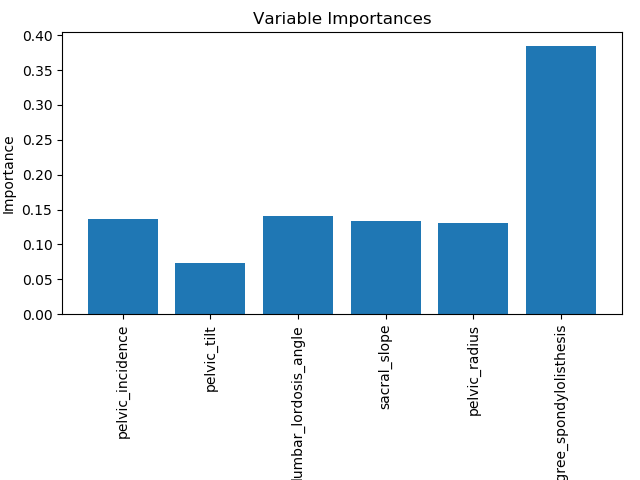 Variable Importances
Importance
0.40
0.35
0.30
0.25
0.20
0.15
0.10
0.05
0.00
pelvic_incidence
pelvic_tilt
lumbar_lordosis_angle
sacral_slope
pelvic_radius
gree_spondylolisthesis